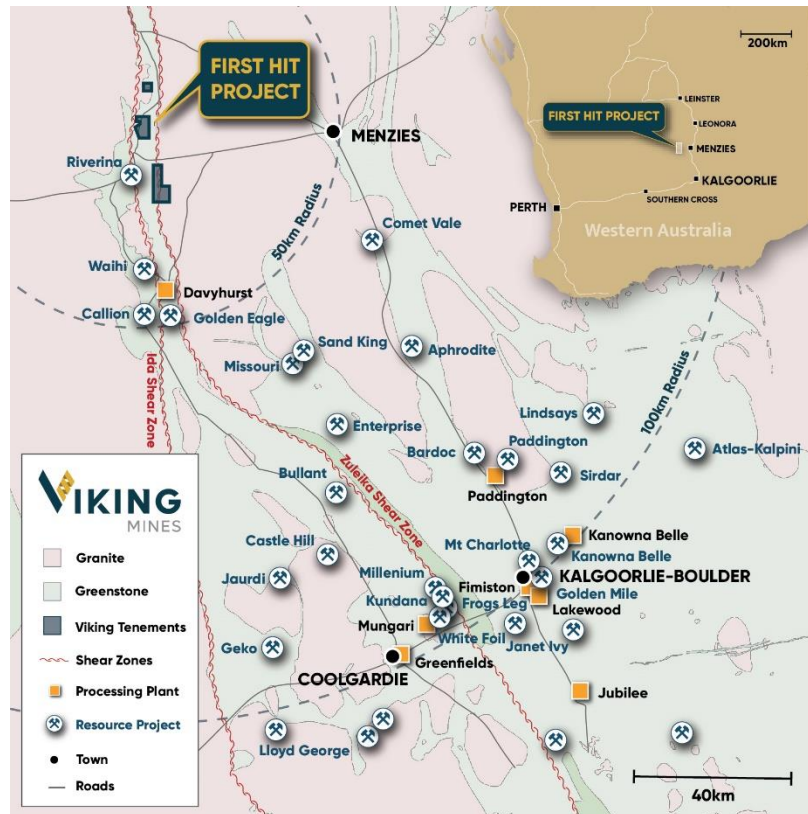 FIRST HIT
PROJECT
200km
LEINSTER
LEONORA
FIRST HIT PROJECT
MENZIES
KALGOORLIE
SOUTHERN CROSS
PERTH
Western Australia
MENZIES
Riverina
50km Radius
Comet Vale
Waihi
Davyhurst
Callion
Golden Eagle
Sand King
Missouri
Aphrodite
Ida Shear Zone
Lindsays
100km Radius
Enterprise
Zuleika Shear Zone
Bardoc
Paddington
Atlas-Kalpini
Sirdar
Paddington
Bullant
Kanowna Belle
Mt Charlotte
Kanowna Belle
Castle Hill
Jaurdi
Millenium
Fimiston
KALGOORLIE-BOULDER
Kundana
Frogs Leg
Golden Mile
Lakewood
Mungari
White Foil
Janet Ivy
Geko
Greenfields
COOLGARDIE
Jubilee
Lloyd George
40km
VIKING
MINES
Granite
Greenstone
Viking Tenements
Shear Zones
Processing Plant
Resource Project
Town
Roads